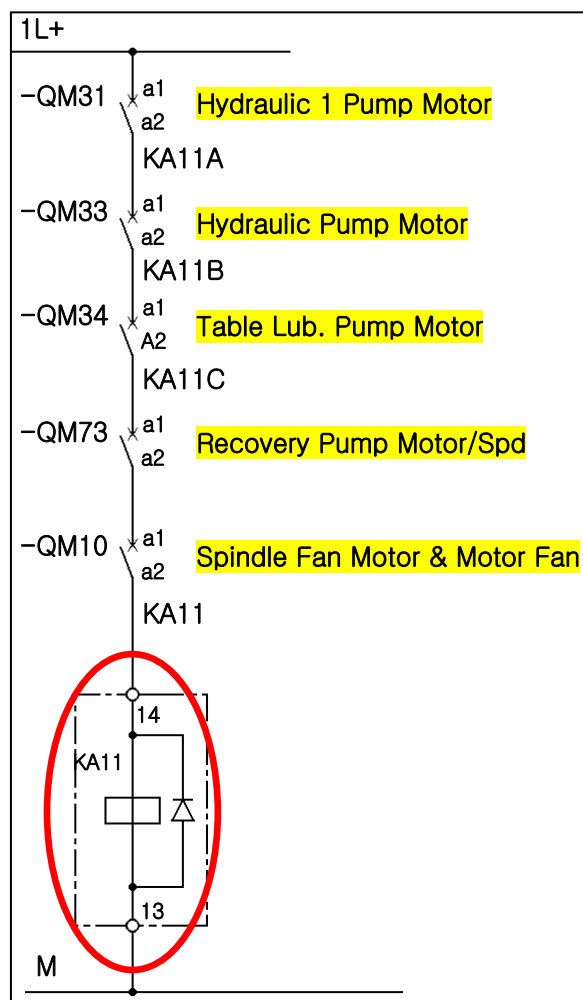 1L+
-QM31 a1 Hydraulic 1 Pump Motor
a2
KA11A
-QM33 a1 Hydraulic Pump Motor
a2
KA11B
-QM34 a1 Table Lub. Pump Motor
A2
KA11C
-QM73 a1 Recovery Pump Motor/Spd
a2
-QM10 a1 Spindle Fan Motor & Motor Fan
a2
KA11
14
KA11
13
M